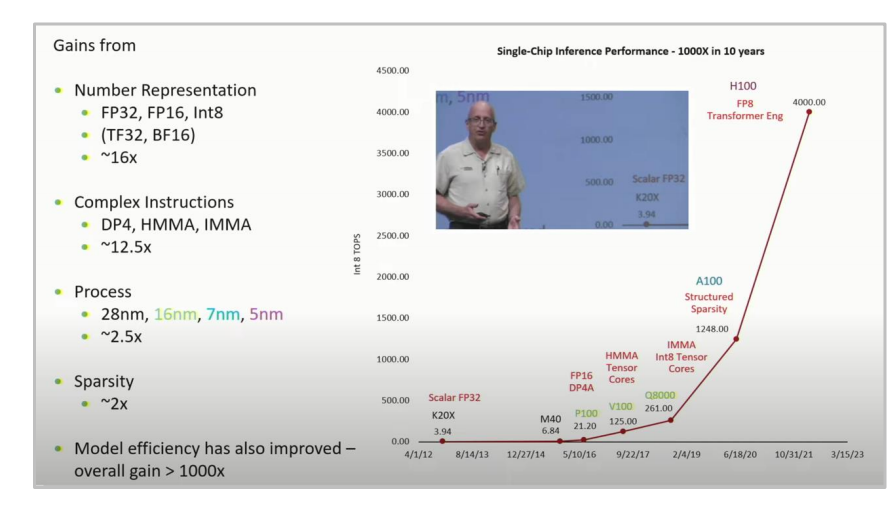 Gains from
Number Representation
FP32, FP16, Int8
(TF32, BF16)
~16x
Complex Instructions
DP4, HMMA, IMMA
~12.5x
Process
28nm, 16nm, 7nm, 5nm
~2.5x
Sparsity
~2x
Model efficiency has also improved –
overall gain > 1000x
Single-Chip Inference Performance - 1000X in 10 years
Int 8 TOPS
4500.00
4000.00
3500.00
3000.00
2500.00
2000.00
1500.00
1000.00
500.00
0.00
4/1/12 8/14/13 12/27/14 5/10/16 9/22/17 2/4/19 6/18/20 10/31/21 3/15/23
Scalar FP32
K20X
3.94
M40
6.84
FP16
DP4A
P100
21.20
HMMA
Tensor
Cores
V100
125.00
IMMA
Int8 Tensor
Cores
Q8000
261.00
A100
Structured
Sparsity
1248.00
H100
FP8
Transformer Eng
4000.00
m, 5nm
1500.00
1000.00
500.00
Scalar FP32
K20X
3.94
0.00